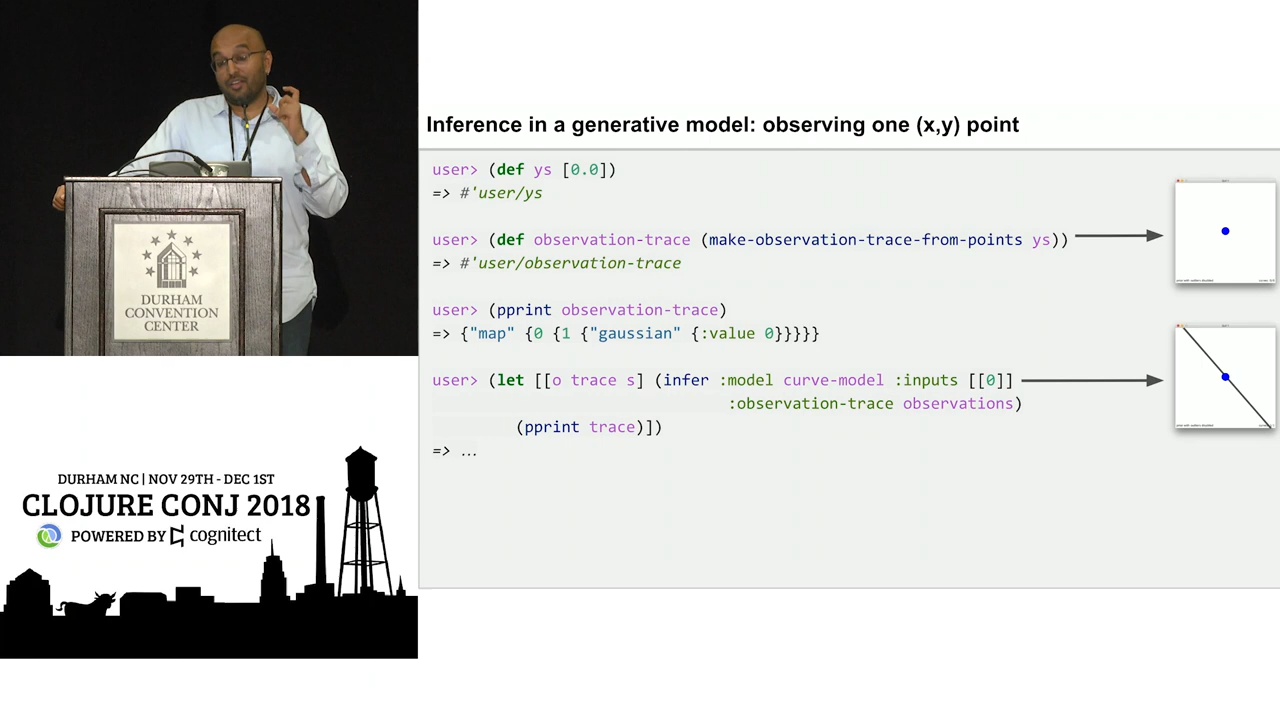 Inference in a generative model: observing one (x,y) point
user> (def ys [0.0])
=> #'user/ys
user> (def observation-trace (make-observation-trace-from-points ys))
=> #'user/observation-trace
user> (pprint observation-trace)
=> {"map" {0 {1 {"gaussian" {:value 0}}}}}
user> (let [[o trace s] (infer :model curve-model :inputs [[0]]
:observation-trace observations)
(pprint trace)])
=> …
DURHAM
CONVENTION
CENTER
DURHAM NC | NOV 29TH - DEC 1ST
CLOJURE CONJ 2018
POWERED BY cognitect